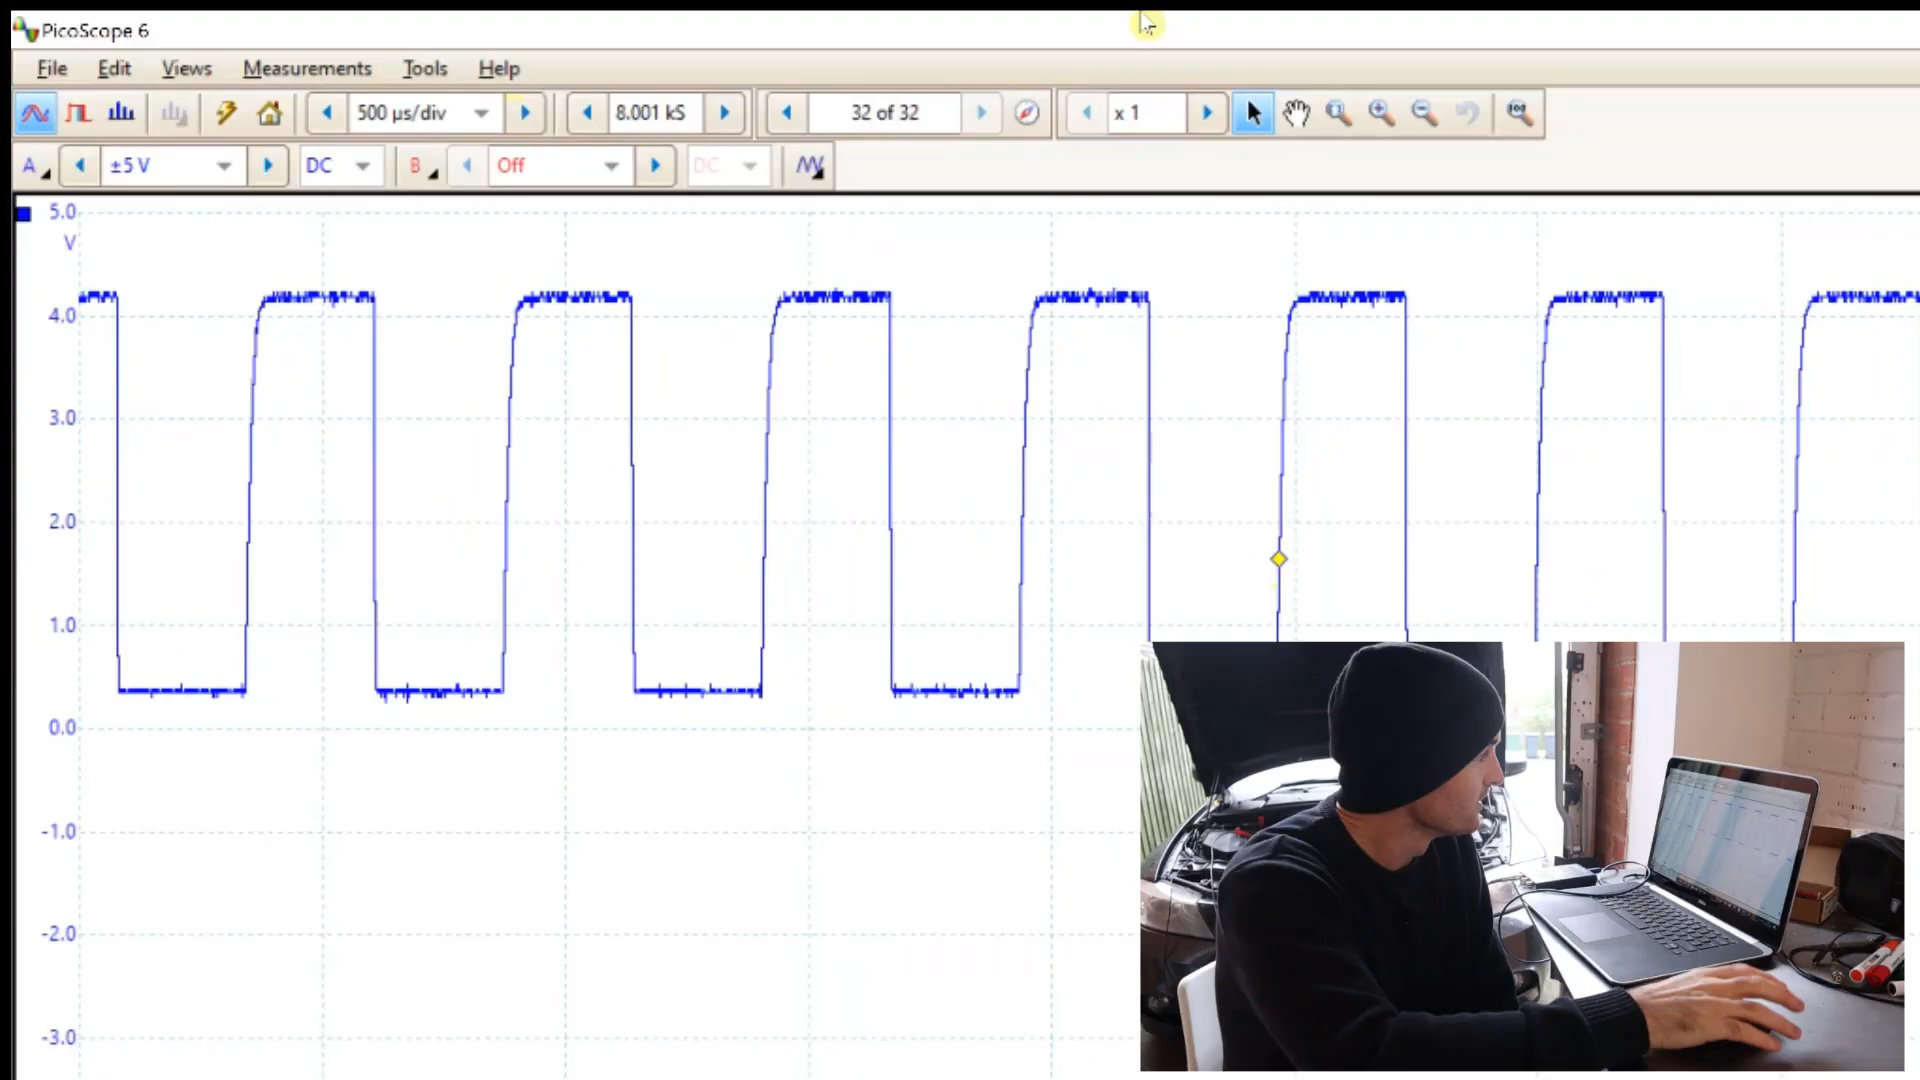 PicoScope 6
File Edit Views Measurements Tools Help
500 µs/div 8.001 kS 32 of 32 x 1
A ±5 V DC B Off DC
5.0
V
4.0
3.0
2.0
1.0
0.0
-1.0
-2.0
-3.0